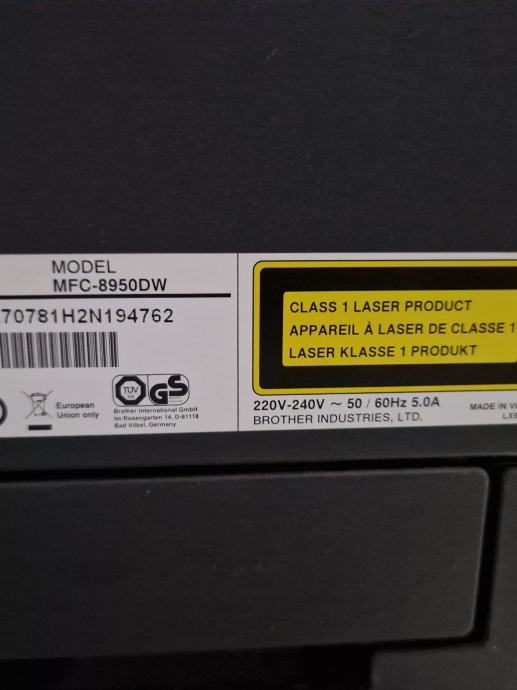 MODEL
MFC-8950DW
70781H2N194762
CLASS 1 LASER PRODUCT
APPAREIL À LASER DE CLASSE 1
LASER KLASSE 1 PRODUKT
European
Union only
TÜV
GS
Brother International GmbH
Im Rosengarten 14, D-61118
Bad Vilbel, Germany
220V-240V ~ 50 / 60Hz 5.0A
BROTHER INDUSTRIES, LTD.
MADE IN